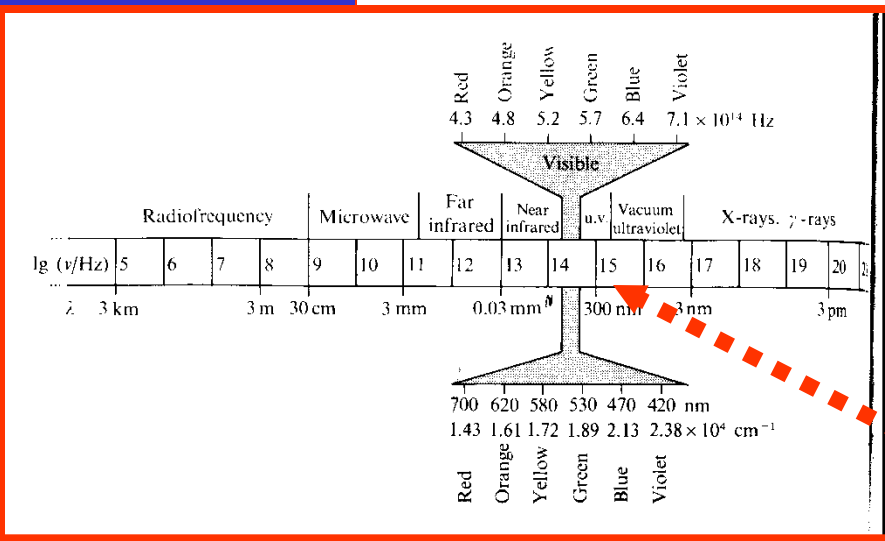 Red Orange Yellow Green Blue Violet
4.3 4.8 5.2 5.7 6.4 7.1 × 10¹⁴ Hz
Visible
Radiofrequency Microwave Far infrared Near infrared u.v. Vacuum ultraviolet X-rays. γ-rays
lg (ν/Hz) 5 6 7 8 9 10 11 12 13 14 15 16 17 18 19 20
λ 3 km 3 m 30 cm 3 mm 0.03 mm 300 nm 3 nm 3 pm
700 620 580 530 470 420 nm
1.43 1.61 1.72 1.89 2.13 2.38 × 10⁴ cm⁻¹
Red Orange Yellow Green Blue Violet